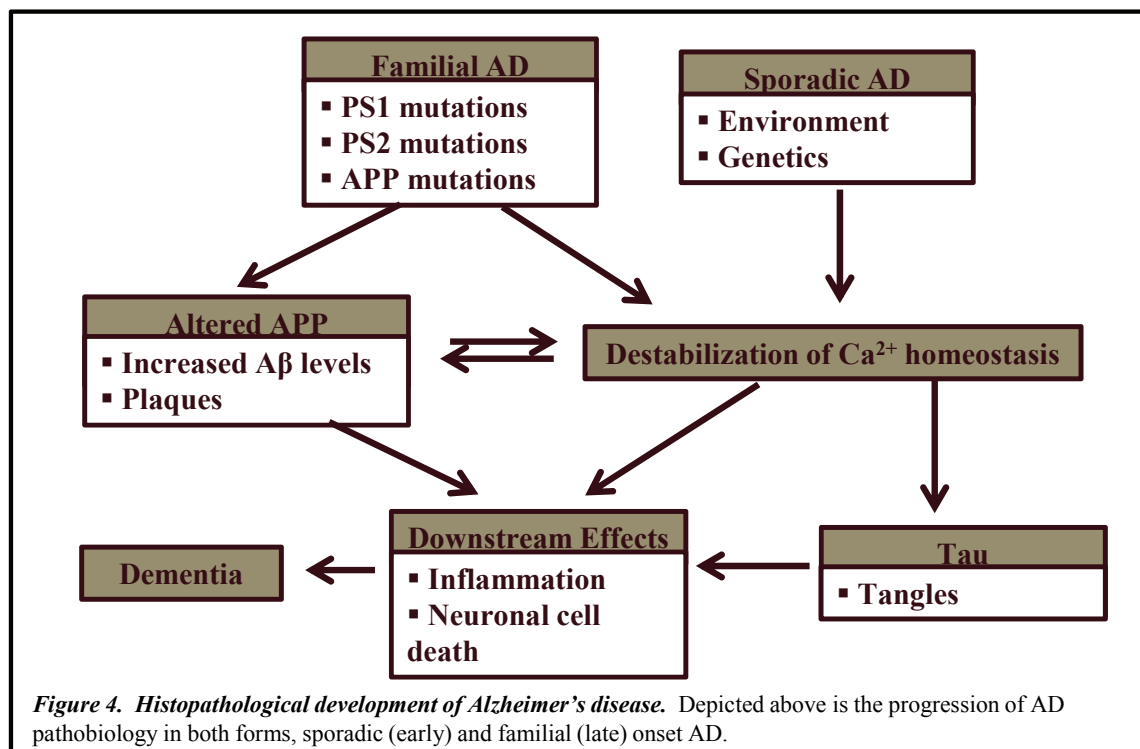 Familial AD
▪ PS1 mutations
▪ PS2 mutations
▪ APP mutations
Sporadic AD
▪ Environment
▪ Genetics
Altered APP
▪ Increased Aβ levels
▪ Plaques
Destabilization of Ca²⁺ homeostasis
Dementia
Downstream Effects
▪ Inflammation
▪ Neuronal cell
death
Tau
▪ Tangles
Figure 4. Histopathological development of Alzheimer's disease. Depicted above is the progression of AD
pathobiology in both forms, sporadic (early) and familial (late) onset AD.